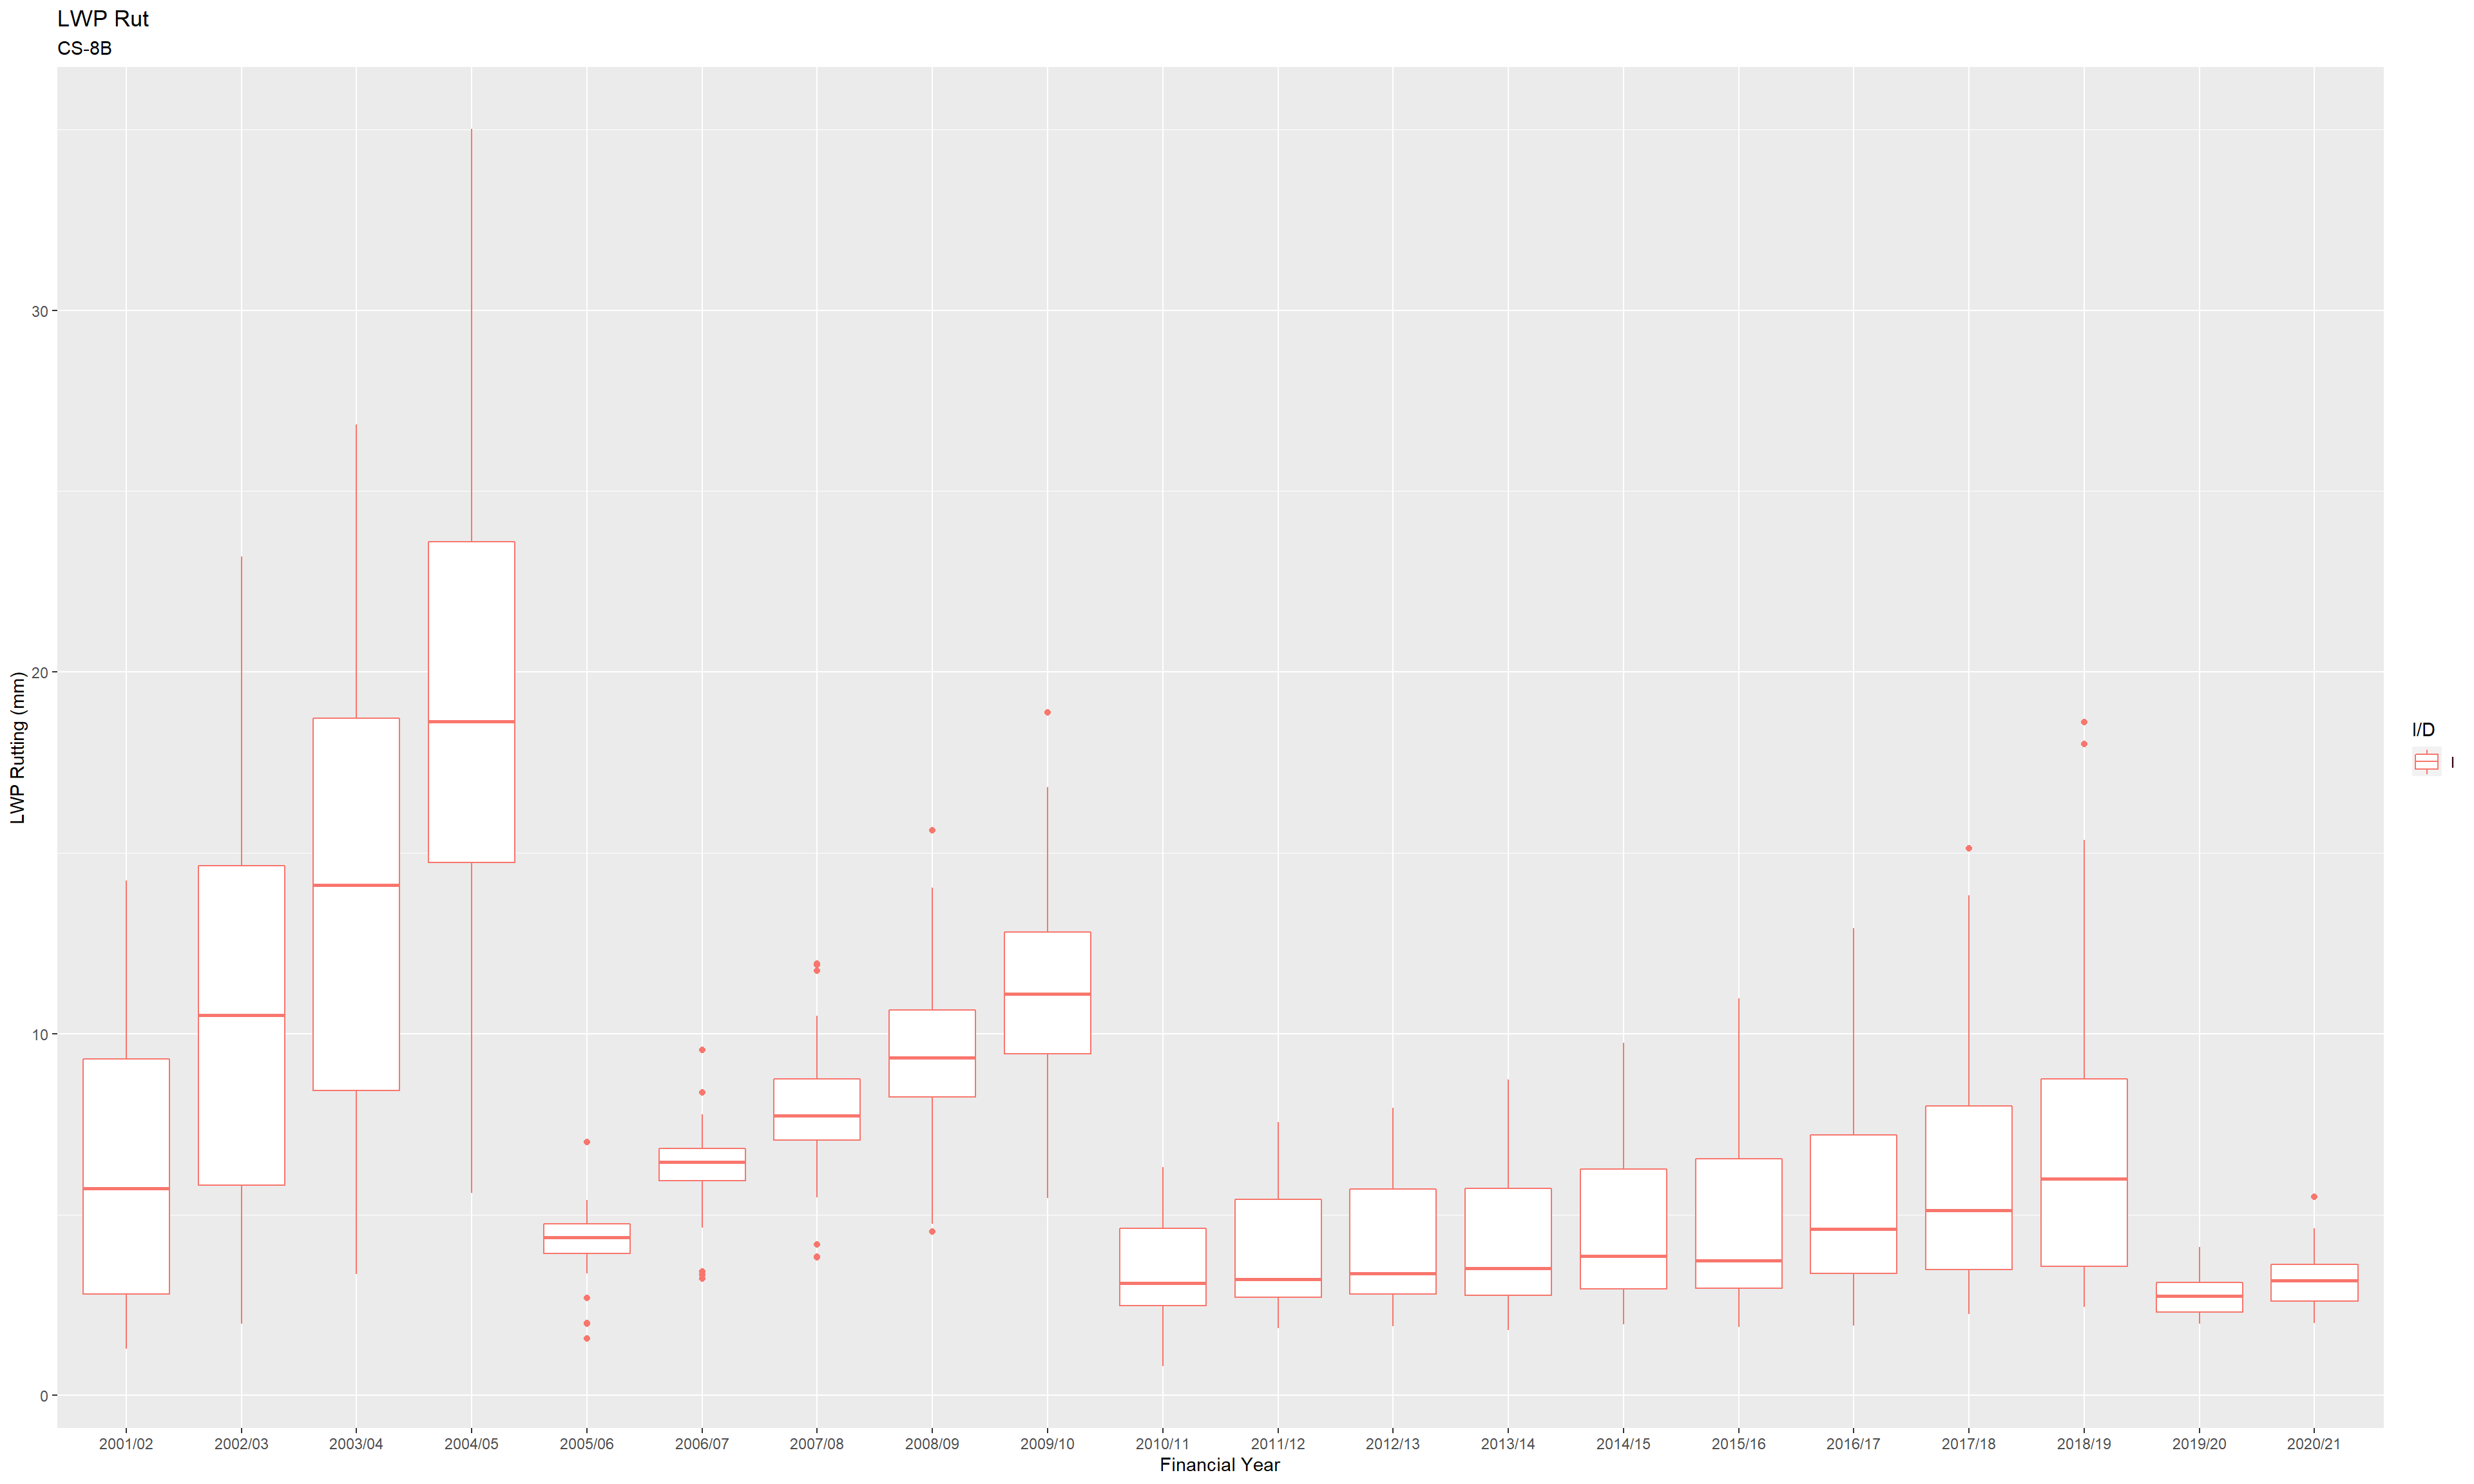 LWP Rut
CS-8B
LWP Rutting (mm)
30
20
10
0
2001/02 2002/03 2003/04 2004/05 2005/06 2006/07 2007/08 2008/09 2009/10 2010/11 2011/12 2012/13 2013/14 2014/15 2015/16 2016/17 2017/18 2018/19 2019/20 2020/21
Financial Year
I/D
I